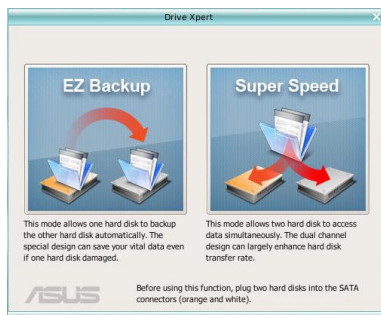 Drive Xpert
EZ Backup
Super Speed
This mode allows one hard disk to backup
the other hard disk automatically. The
special design can save your vital data even
if one hard disk damaged.
This mode allows two hard disk to access
data simultaneously. The dual channel
design can largely enhance hard disk
transfer rate.
ASUS
Before using this function, plug two hard disks into the SATA
connectors (orange and white).